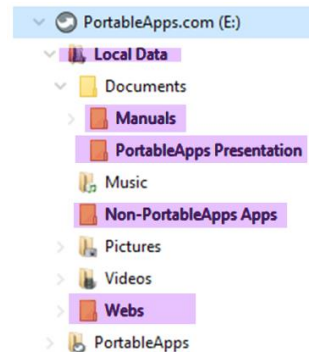 PortableApps.com (E:)
Local Data
Documents
Manuals
PortableApps Presentation
Music
Non-PortableApps Apps
Pictures
Videos
Webs
PortableApps